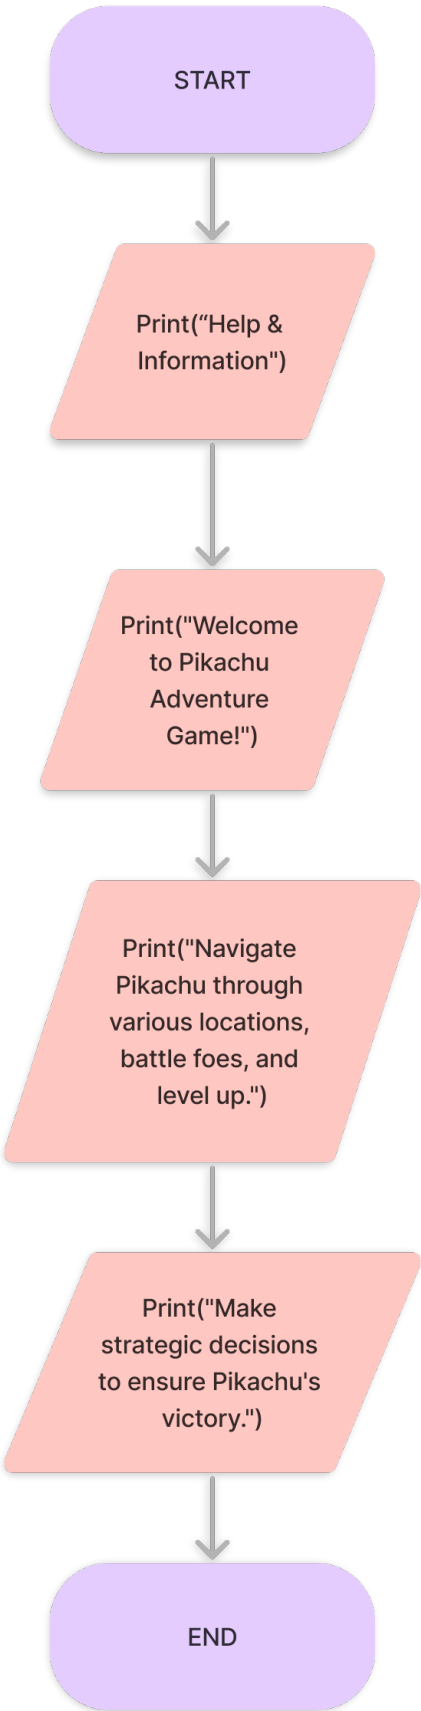 START
Print(“Help &
Information")
Print("Welcome
to Pikachu
Adventure
Game!")
Print("Navigate
Pikachu through
various locations,
battle foes, and
level up.")
Print("Make
strategic decisions
to ensure Pikachu's
victory.")
END